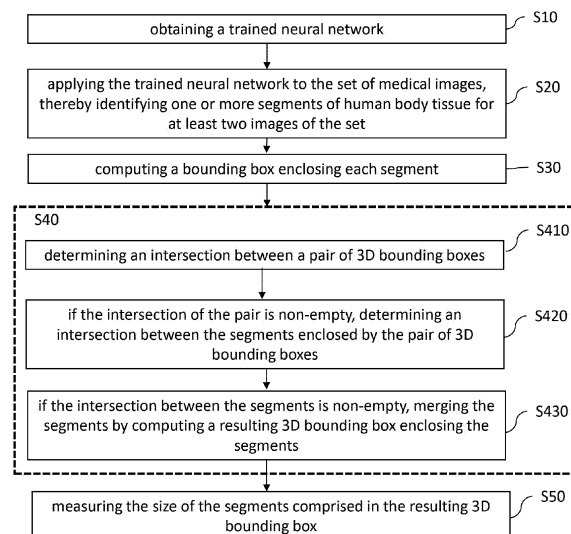 obtaining a trained neural network
S10
applying the trained neural network to the set of medical images,
thereby identifying one or more segments of human body tissue for
at least two images of the set
S20
computing a bounding box enclosing each segment
S30
S40
determining an intersection between a pair of 3D bounding boxes
S410
if the intersection of the pair is non-empty, determining an
intersection between the segments enclosed by the pair of 3D
bounding boxes
S420
if the intersection between the segments is non-empty, merging the
segments by computing a resulting 3D bounding box enclosing the
segments
S430
measuring the size of the segments comprised in the resulting 3D
bounding box
S50